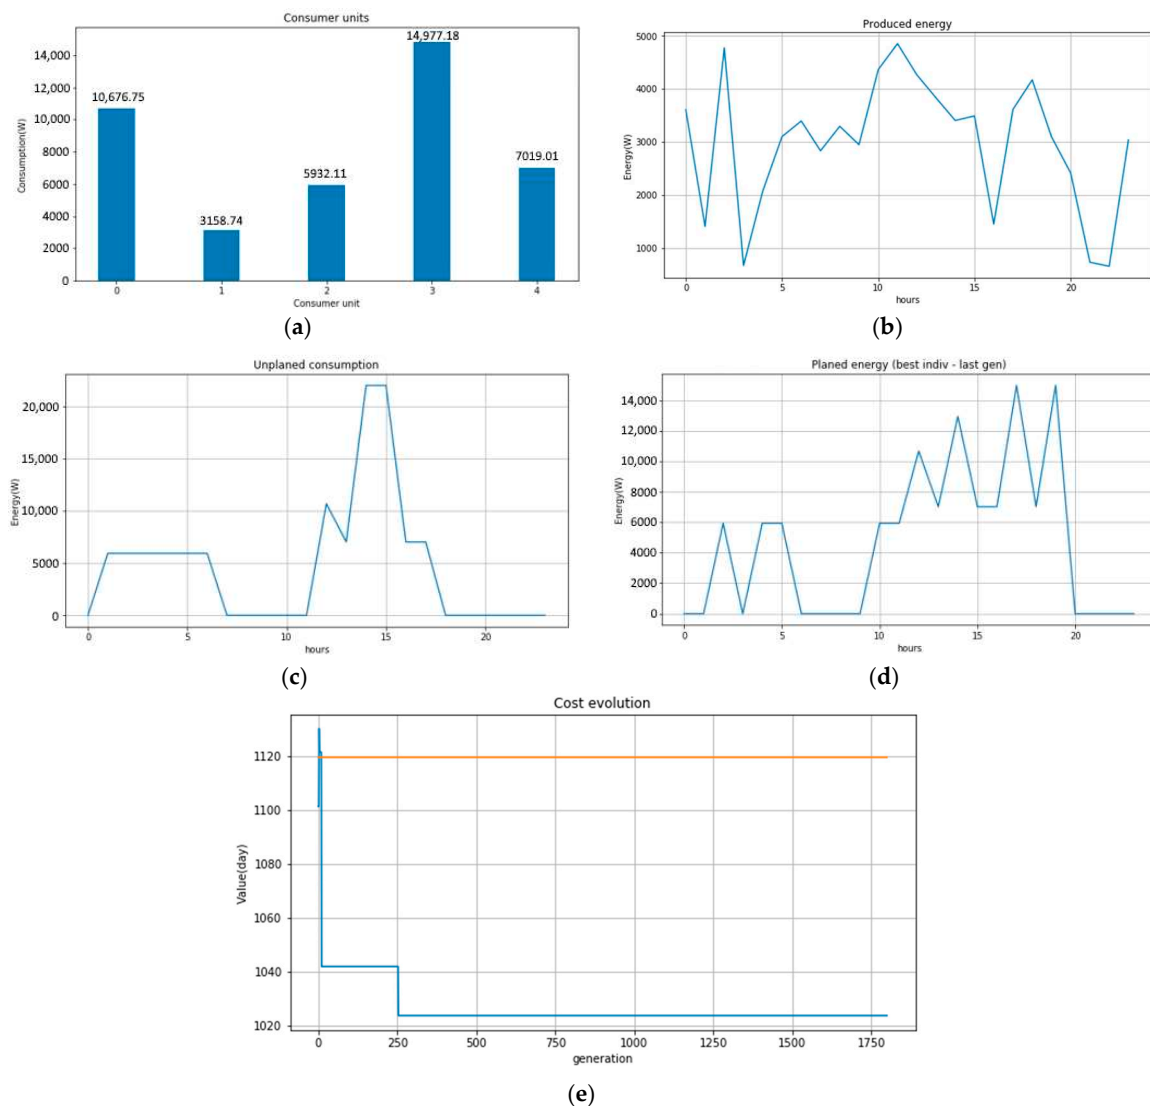 Consumer units
14,977.18
14,000
12,000
10,676.75
10,000
8000
7019.01
6000
5932.11
4000
3158.74
2000
0
Consumption(W)
0 1 2 3 4
Consumer unit
(a)
Produced energy
5000
4000
3000
2000
1000
Energy(W)
0 5 10 15 20
hours
(b)
Unplaned consumption
20,000
15,000
10,000
5000
0
Energy(W)
0 5 10 15 20
hours
(c)
Planed energy (best indiv - last gen)
14,000
12,000
10,000
8000
6000
4000
2000
0
Energy(W)
0 5 10 15 20
hours
(d)
Cost evolution
1120
1100
1080
1060
1040
1020
Value(day)
0 250 500 750 1000 1250 1500 1750
generation
(e)